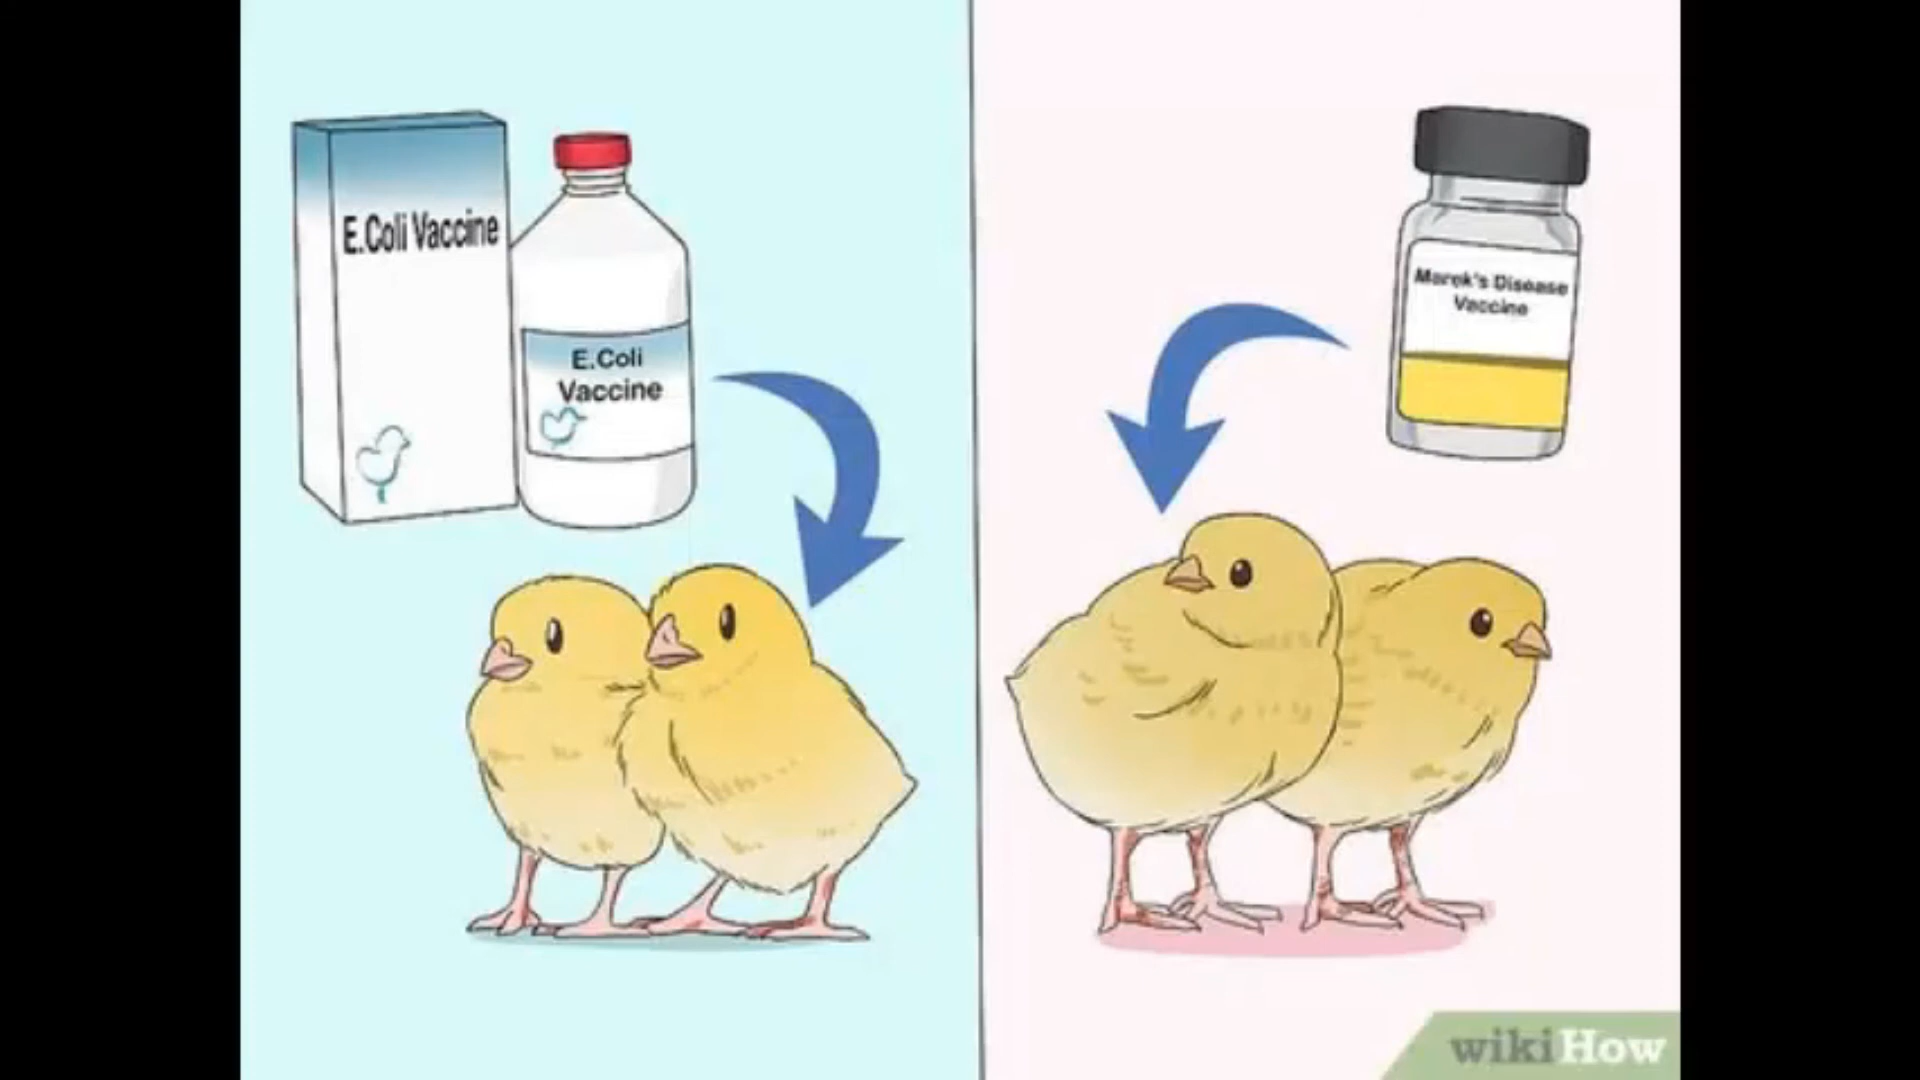 E.Coli Vaccine
E.Coli
Vaccine
Marek's Disease
Vaccine
wikiHow